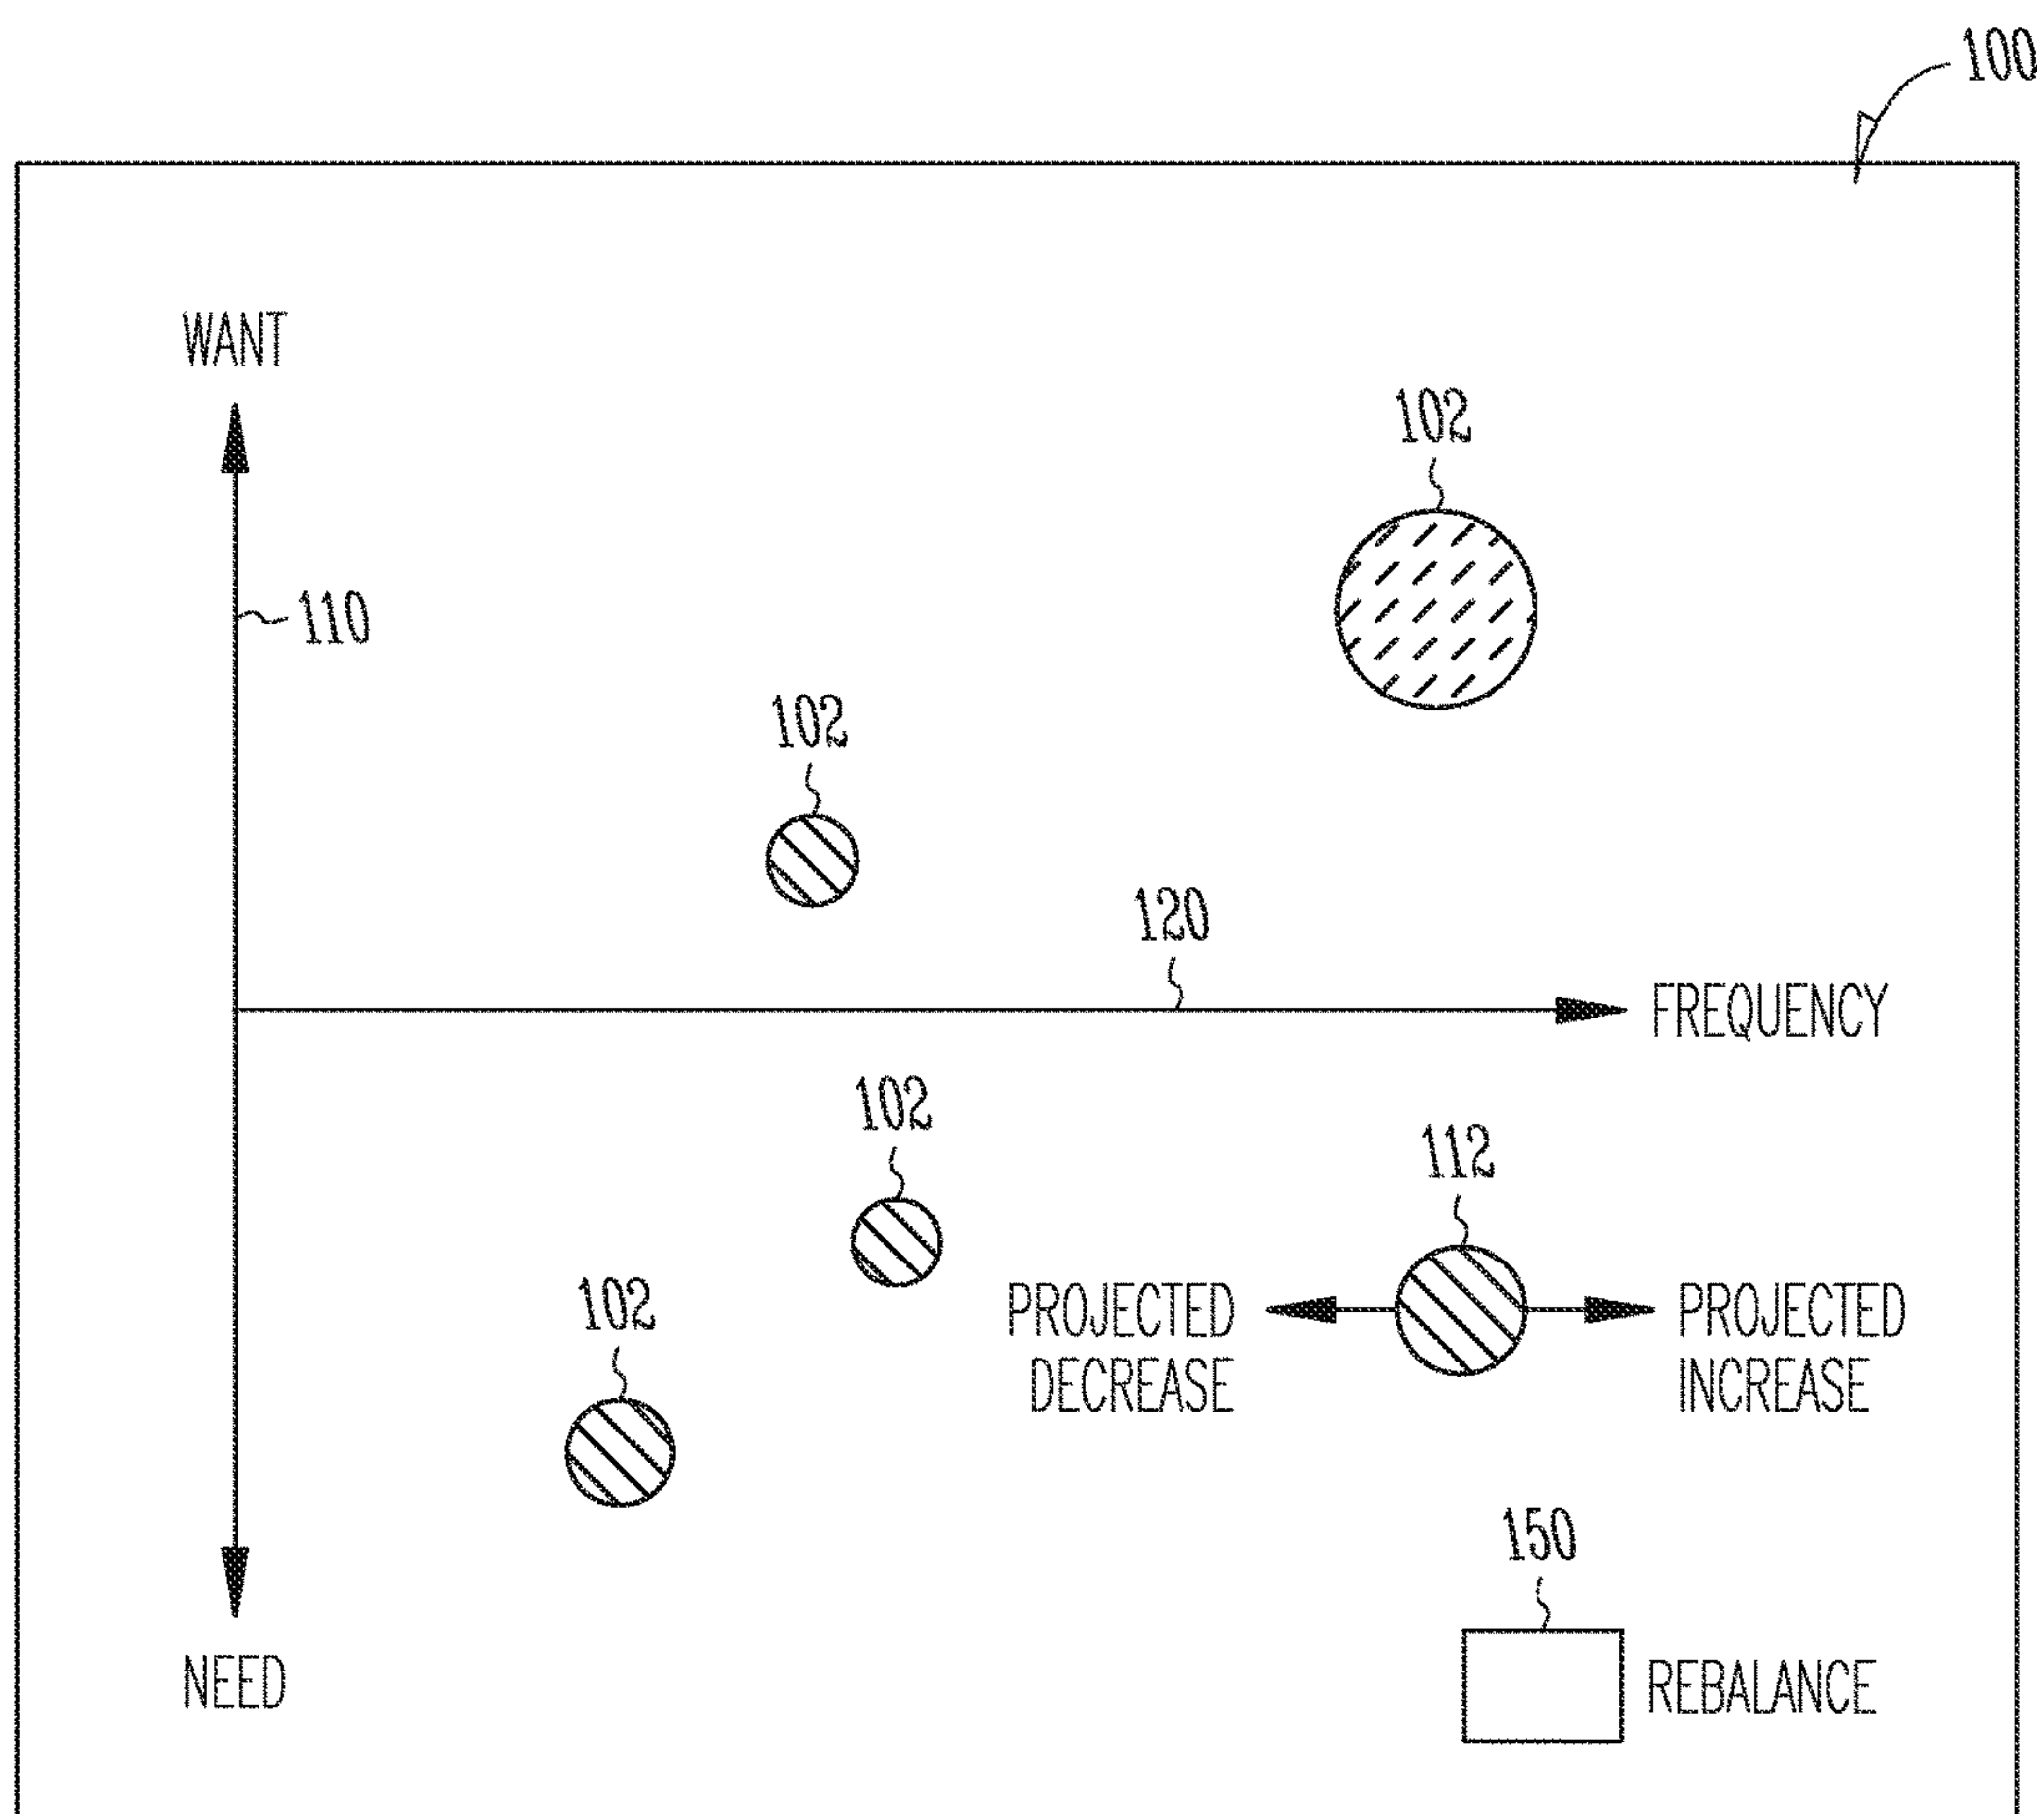 100
WANT
102
110
102
120
FREQUENCY
102
112
102
PROJECTED
DECREASE
PROJECTED
INCREASE
150
NEED
REBALANCE